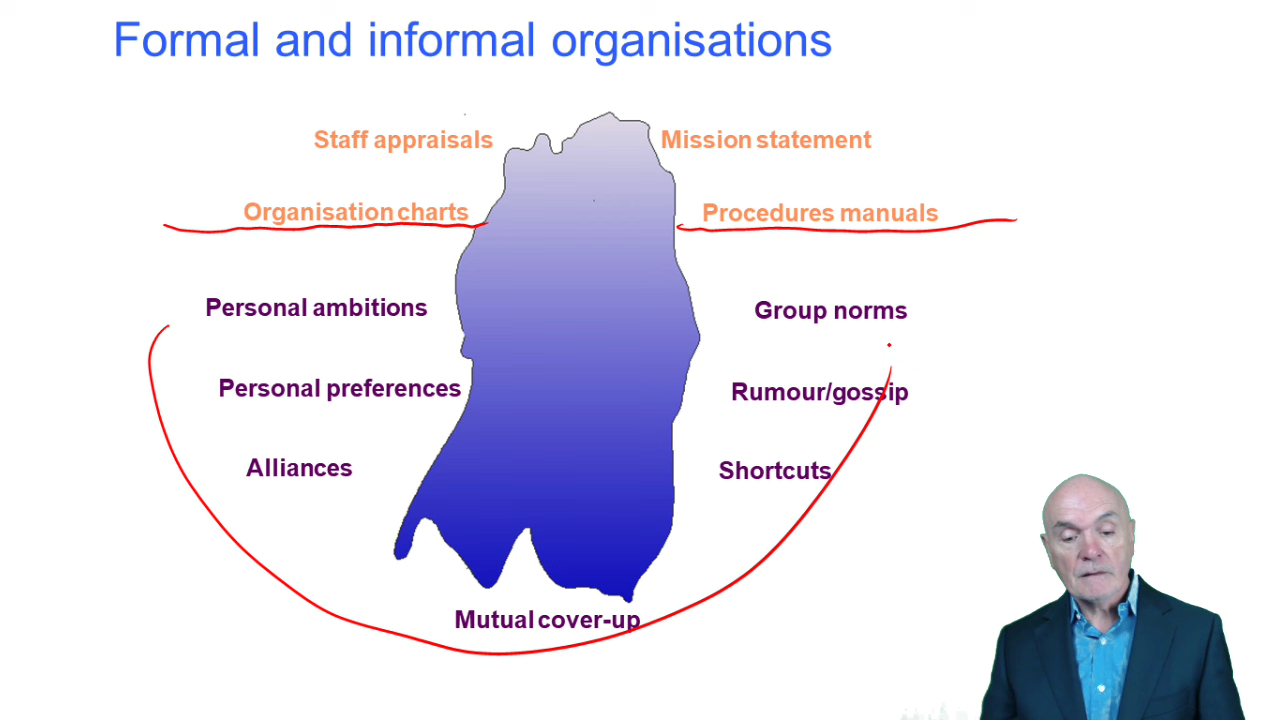 Formal and informal organisations
Staff appraisals
Mission statement
Organisation charts
Procedures manuals
Personal ambitions
Group norms
Personal preferences
Rumour/gossip
Alliances
Shortcuts
Mutual cover-up